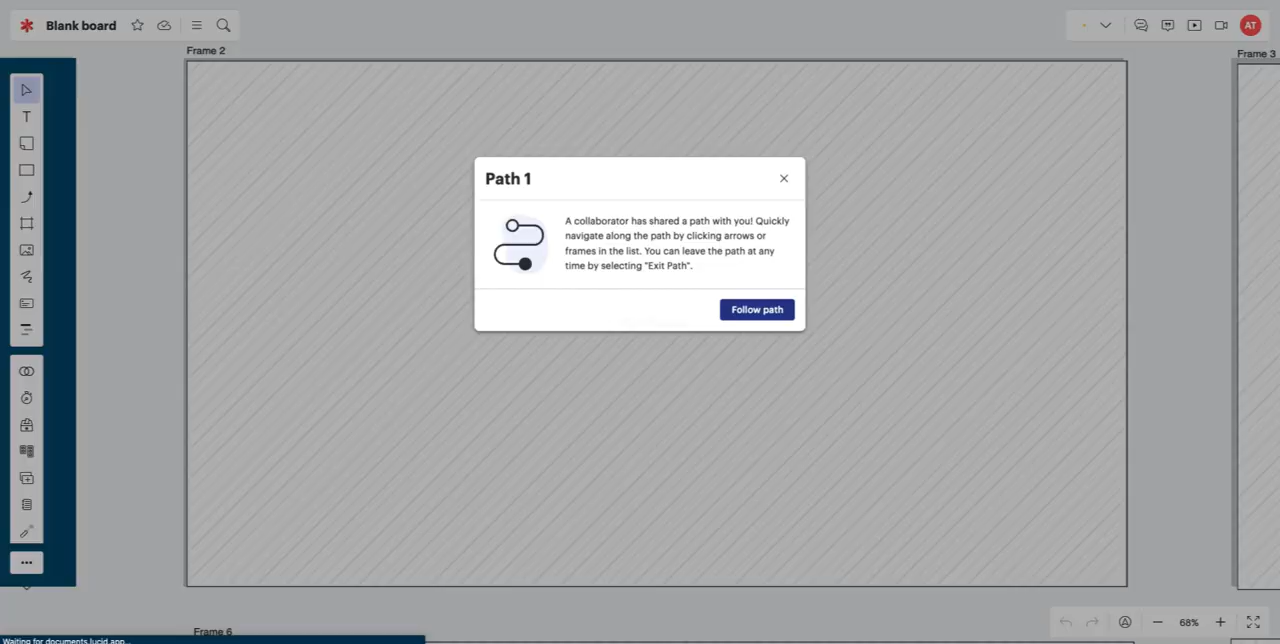 Blank board
AT
Frame 2
Frame 3
T
Path 1
A collaborator has shared a path with you! Quickly
navigate along the path by clicking arrows or
frames in the list. You can leave the path at any
time by selecting "Exit Path".
Follow path
68%
Frame 6
Waiting for documents.lucid.app...